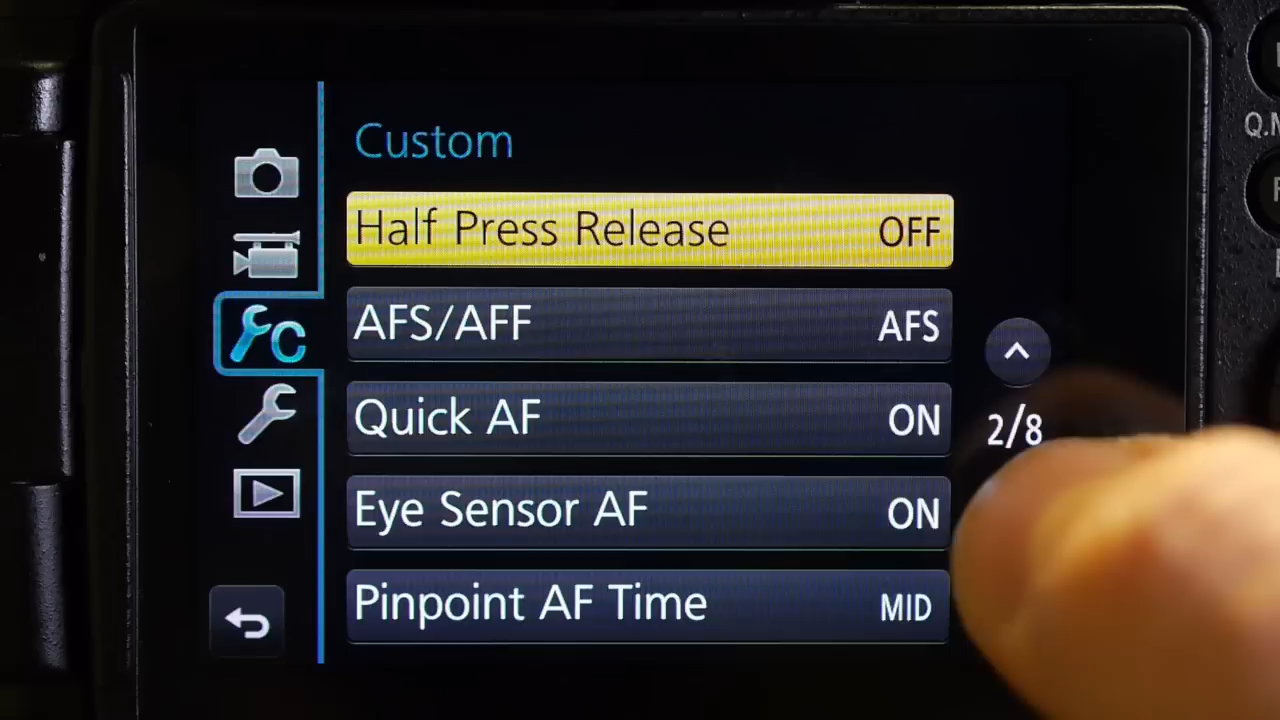 Custom
Half Press Release OFF
AFS/AFF AFS
Quick AF ON
Eye Sensor AF ON
Pinpoint AF Time MID
2/8
C